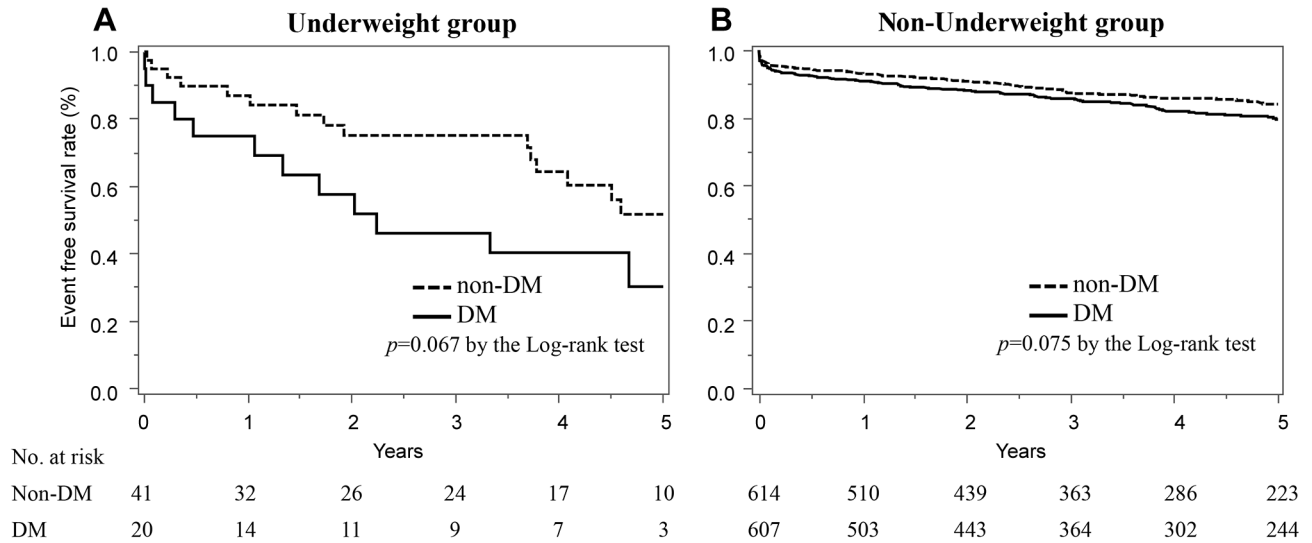 A
Underweight group
Event free survival rate (%)
1.0
0.8
0.6
0.4
0.2
0.0
non-DM
DM
p=0.067 by the Log-rank test
0 1 2 3 4 5
Years
B
Non-Underweight group
1.0
0.8
0.6
0.4
0.2
0.0
non-DM
DM
p=0.075 by the Log-rank test
0 1 2 3 4 5
Years
No. at risk
Non-DM 41 32 26 24 17 10 614 510 439 363 286 223
DM 20 14 11 9 7 3 607 503 443 364 302 244